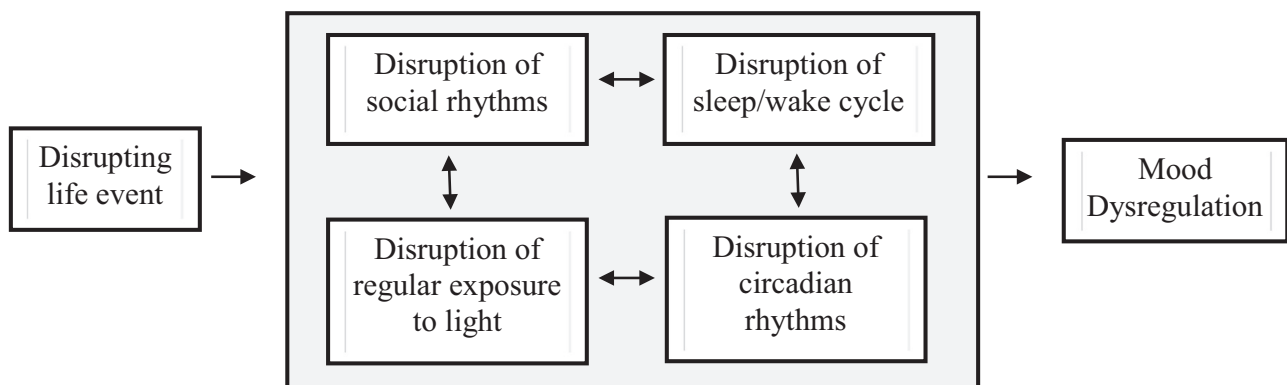 Disrupting
life event
Disruption of
social rhythms
Disruption of
sleep/wake cycle
Disruption of
regular exposure
to light
Disruption of
circadian
rhythms
Mood
Dysregulation